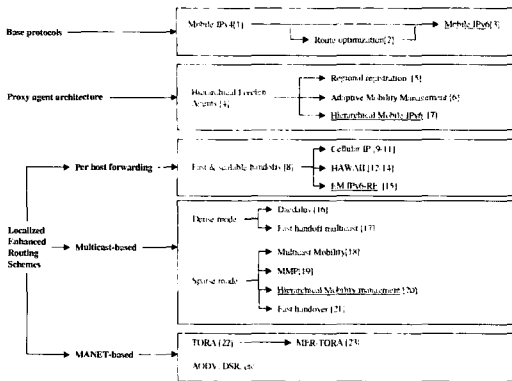 Base protocols
Mobile IPv4[1]
Mobile IPv6[3]
Route optimization[2]
Proxy agent architecture
Hierarchical Foreign Agents [4]
Regional registration [5]
Adaptive Mobility Management [6]
Hierarchical Mobile IPv6 [7]
Localized Enhanced Routing Schemes
Per host forwarding
Fast & scalable handoffs [8]
Cellular IP [9-11]
HAWAII [12-14]
EM IPv6-RE [15]
Multicast-based
Dense mode
Daedalus [16]
Fast handoff multicast [17]
Sparse mode
Multicast Mobility[18]
MMP[19]
Hierarchical Mobility managment [20]
Fast handover [21]
MANET-based
TORA [22]
MER-TORA [23]
AODV, DSR, etc